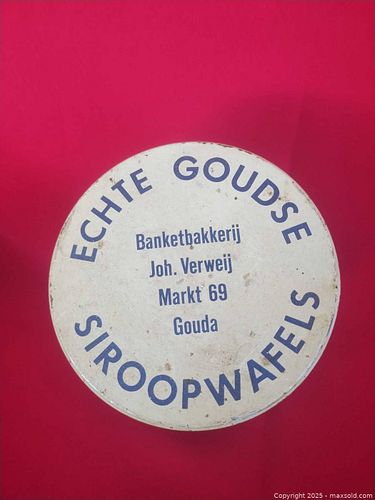 ECHTE GOUDSE
Banketbakkerij
Joh. Verweij
Markt 69
Gouda
SIROOPWAFELS
Copyright 2025 - maxsold.com